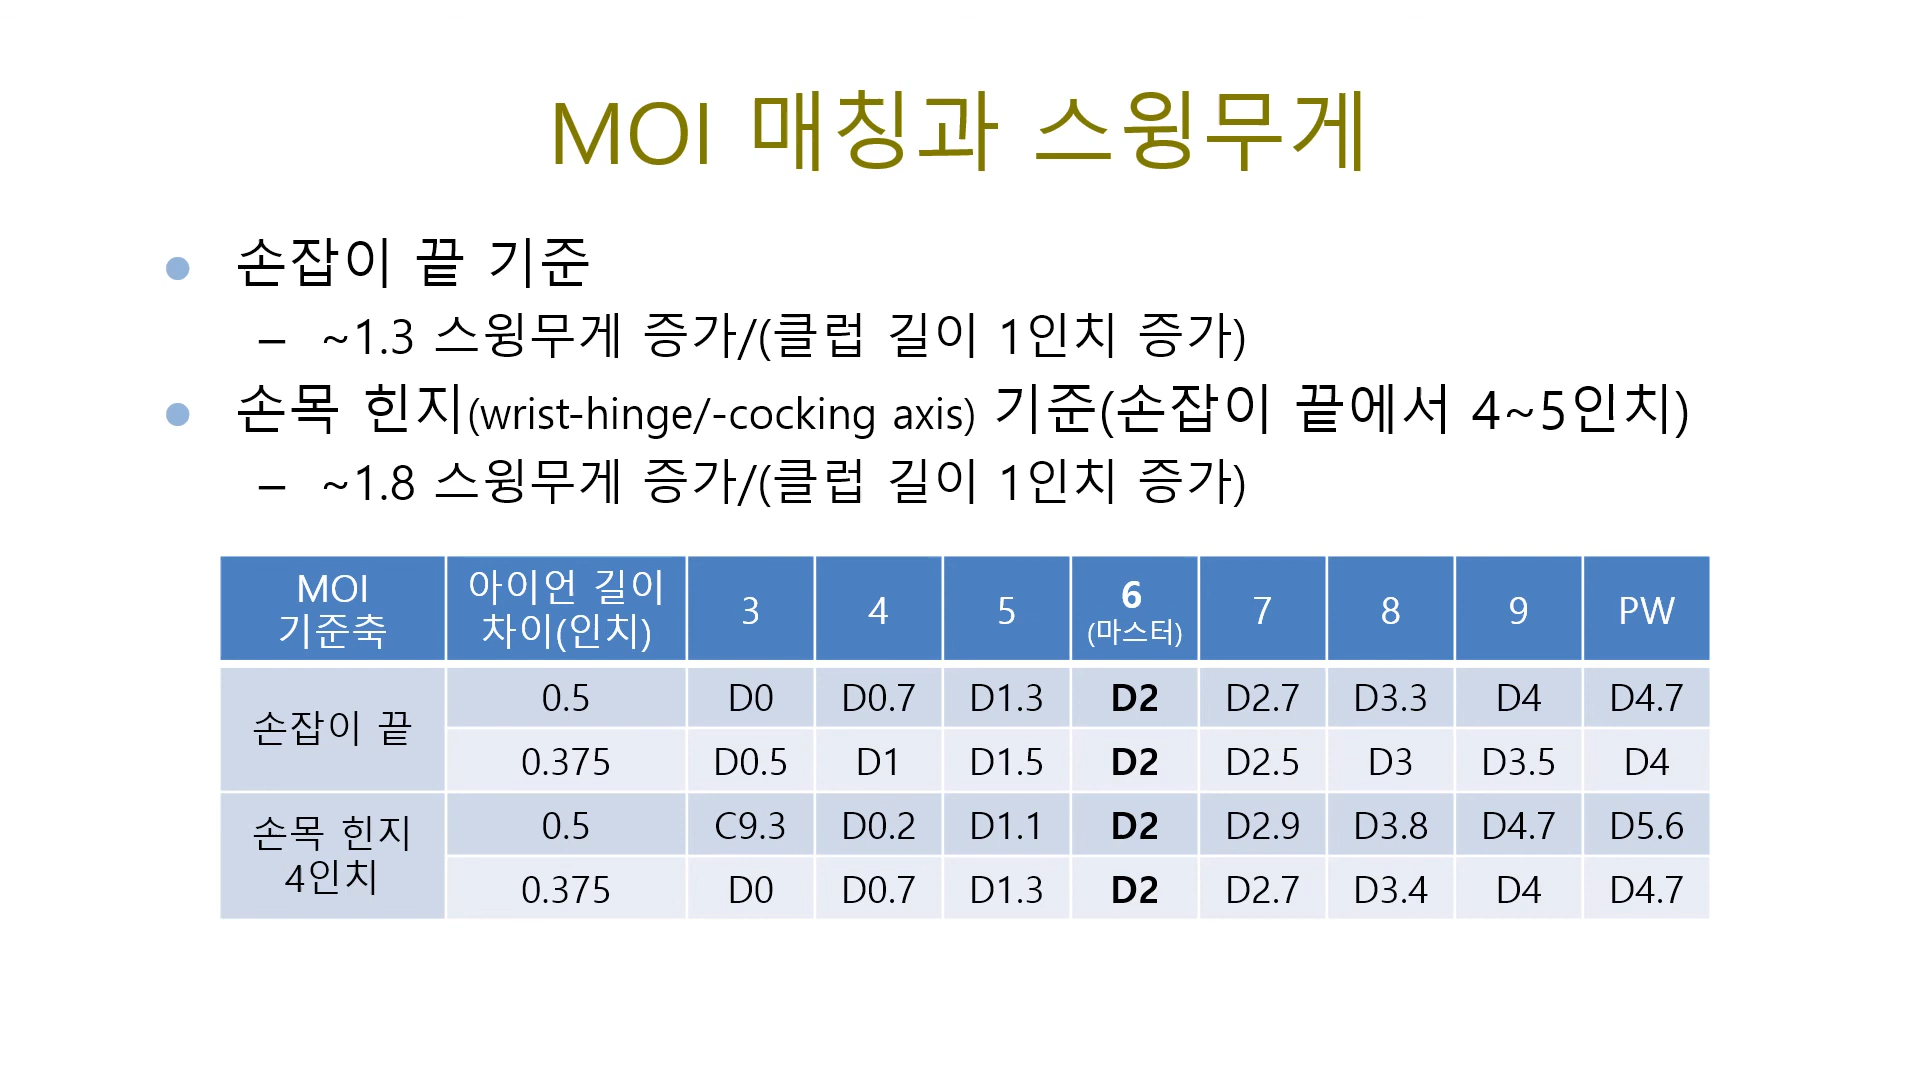 MOI 매칭과 스윙무게
● 손잡이 끝 기준
– ~1.3 스윙무게 증가/(클럽 길이 1인치 증가)
● 손목 힌지(wrist-hinge/-cocking axis) 기준(손잡이 끝에서 4~5인치)
– ~1.8 스윙무게 증가/(클럽 길이 1인치 증가)
MOI 기준축 아이언 길이 차이(인치) 3 4 5 6 (마스터) 7 8 9 PW
손잡이 끝 0.5 D0 D0.7 D1.3 D2 D2.7 D3.3 D4 D4.7
0.375 D0.5 D1 D1.5 D2 D2.5 D3 D3.5 D4
손목 힌지 4인치 0.5 C9.3 D0.2 D1.1 D2 D2.9 D3.8 D4.7 D5.6
0.375 D0 D0.7 D1.3 D2 D2.7 D3.4 D4 D4.7